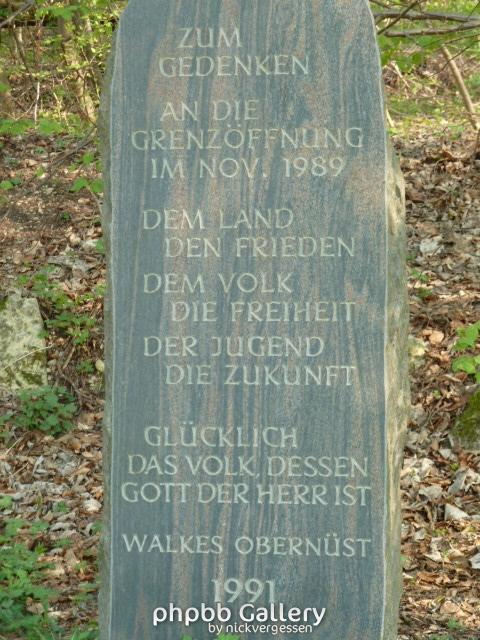 ZUM
GEDENKEN
AN DIE
GRENZÖFFNUNG
IM NOV. 1989
DEM LAND
DEN FRIEDEN
DEM VOLK
DIE FREIHEIT
DER JUGEND
DIE ZUKUNFT
GLÜCKLICH
DAS VOLK, DESSEN
GOTT DER HERR IST
WALKES OBERNÜST
1991
phpbb Gallery
by nickvergessen